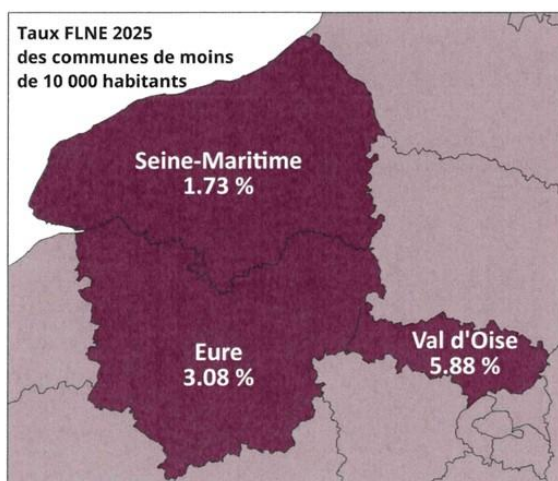 Taux FLNE 2025
des communes de moins
de 10 000 habitants
Seine-Maritime
1.73 %
Eure
3.08 %
Val d'Oise
5.88 %